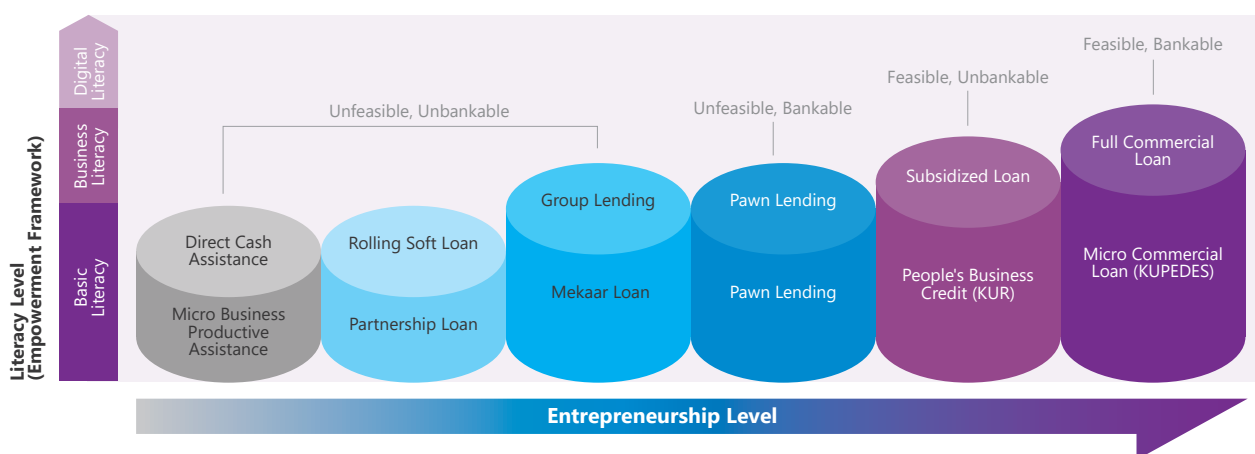 Literacy Level
(Empowerment Framework)
Digital
Literacy
Business
Literacy
Basic
Literacy
Unfeasible, Unbankable
Unfeasible, Bankable
Feasible, Unbankable
Feasible, Bankable
Direct Cash
Assistance
Micro Business
Productive
Assistance
Rolling Soft Loan
Partnership Loan
Group Lending
Mekaar Loan
Pawn Lending
Pawn Lending
Subsidized Loan
People's Business
Credit (KUR)
Full Commercial
Loan
Micro Commercial
Loan (KUPEDES)
Entrepreneurship Level